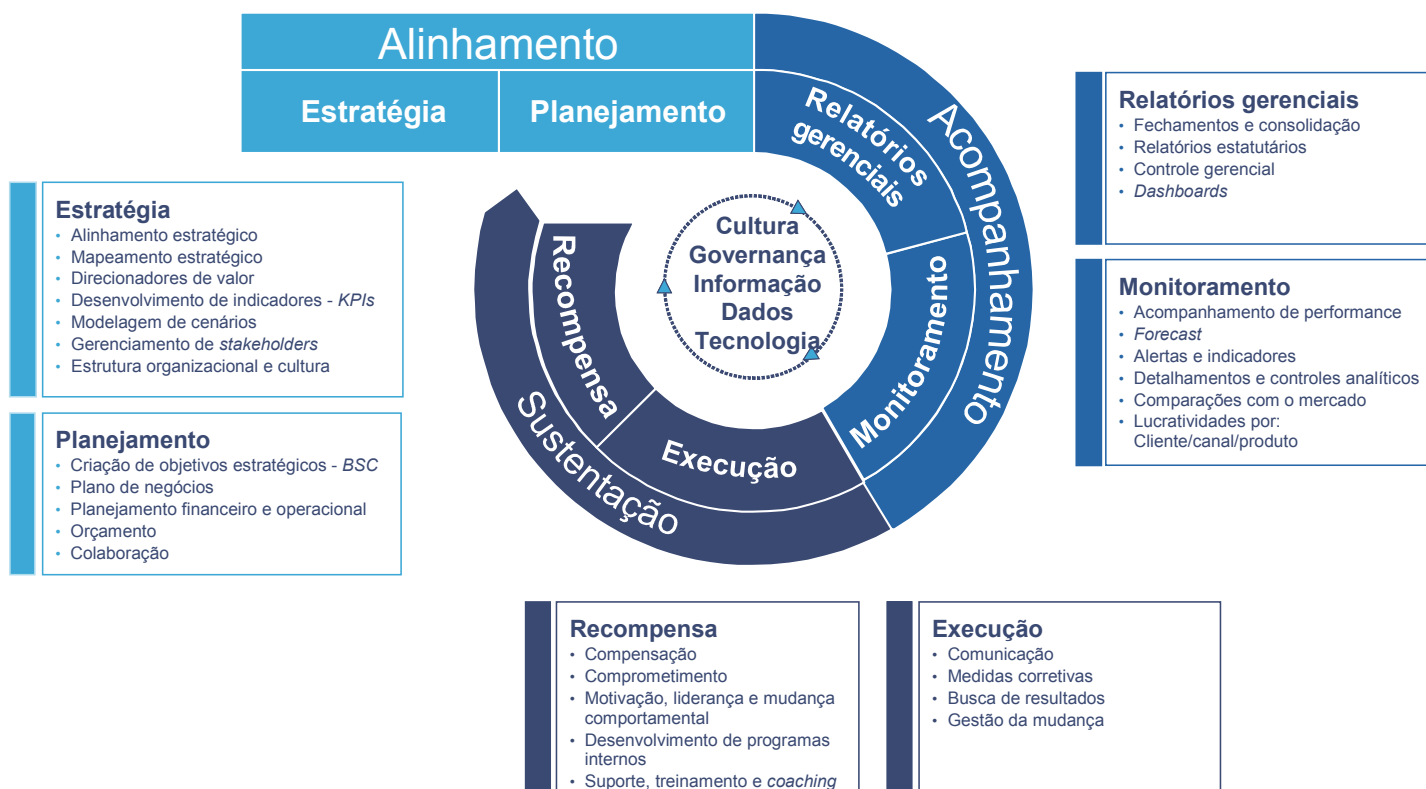 Alinhamento
Estratégia
Planejamento
Relatórios
gerenciais
Acompanhamento
Monitoramento
Execução
Recompensa
Sustentação
Cultura
Governança
Informação
Dados
Tecnologia
Estratégia
• Alinhamento estratégico
• Mapeamento estratégico
• Direcionadores de valor
• Desenvolvimento de indicadores - KPIs
• Modelagem de cenários
• Gerenciamento de stakeholders
• Estrutura organizacional e cultura
Planejamento
• Criação de objetivos estratégicos - BSC
• Plano de negócios
• Planejamento financeiro e operacional
• Orçamento
• Colaboração
Relatórios gerenciais
• Fechamentos e consolidação
• Relatórios estatutários
• Controle gerencial
• Dashboards
Monitoramento
• Acompanhamento de performance
• Forecast
• Alertas e indicadores
• Detalhamentos e controles analíticos
• Comparações com o mercado
• Lucratividades por:
Cliente/canal/produto
Recompensa
• Compensação
• Comprometimento
• Motivação, liderança e mudança
comportamental
• Desenvolvimento de programas
internos
• Suporte, treinamento e coaching
Execução
• Comunicação
• Medidas corretivas
• Busca de resultados
• Gestão da mudança